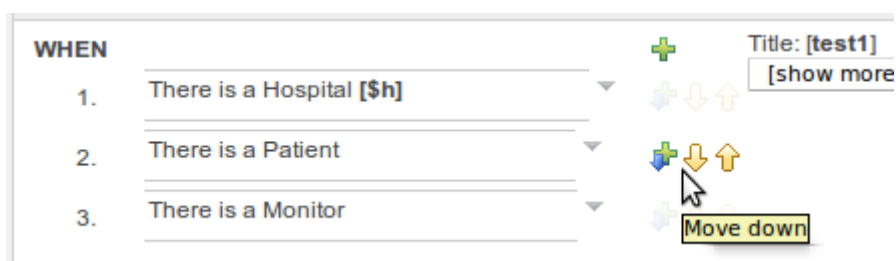 WHEN
Title: [test1]
[show more
1. There is a Hospital [$h]
2. There is a Patient
3. There is a Monitor
Move down